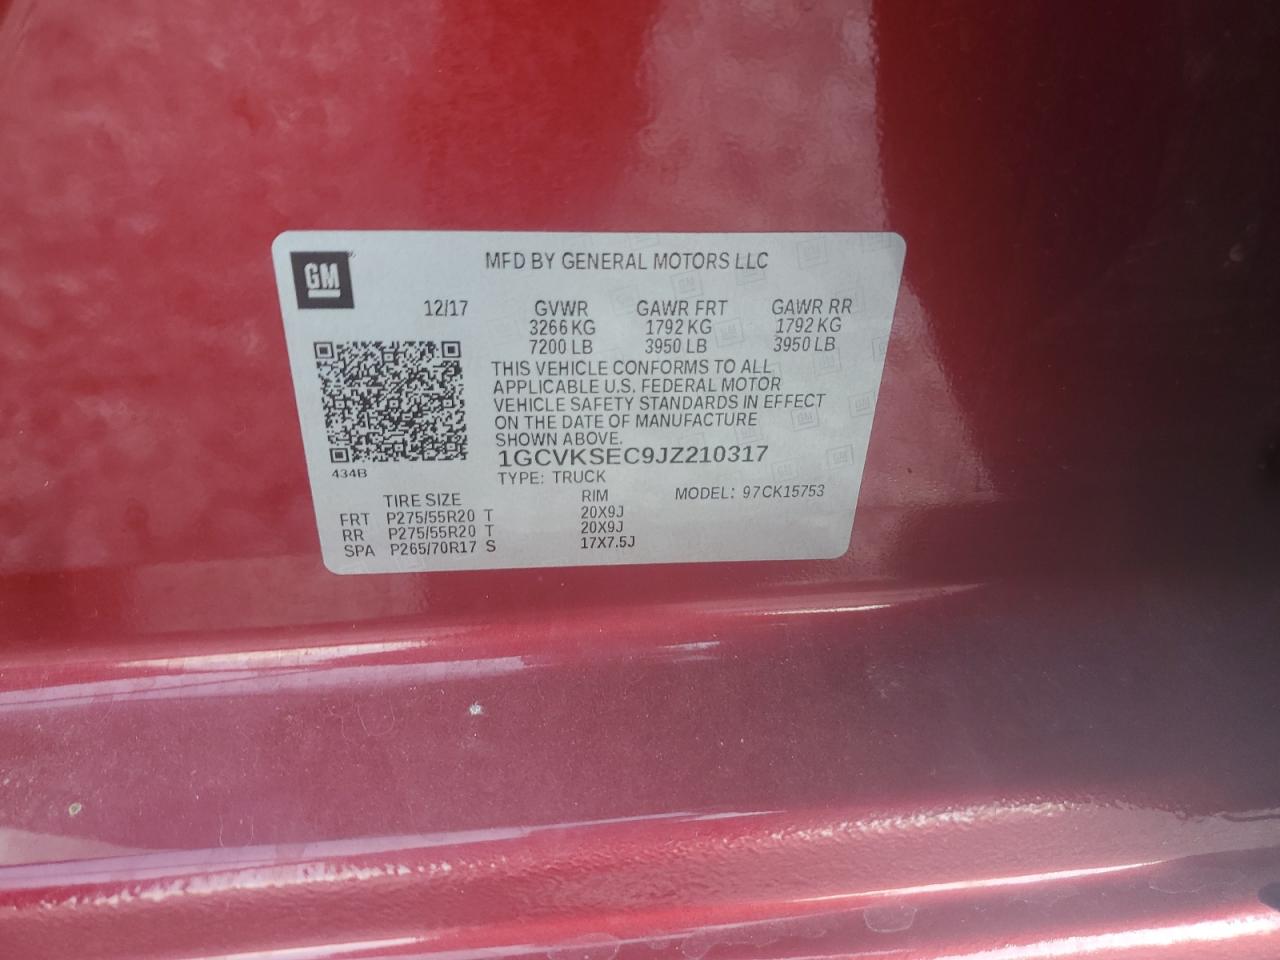 GM
MFD BY GENERAL MOTORS LLC
12/17 GVWR GAWR FRT GAWR RR
3266 KG 1792 KG 1792 KG
7200 LB 3950 LB 3950 LB
THIS VEHICLE CONFORMS TO ALL
APPLICABLE U.S. FEDERAL MOTOR
VEHICLE SAFETY STANDARDS IN EFFECT
ON THE DATE OF MANUFACTURE
SHOWN ABOVE.
1GCVKSEC9JZ210317
434B
TYPE: TRUCK
TIRE SIZE RIM MODEL: 97CK15753
FRT P275/55R20 T 20X9J
RR P275/55R20 T 20X9J
SPA P265/70R17 S 17X7.5J